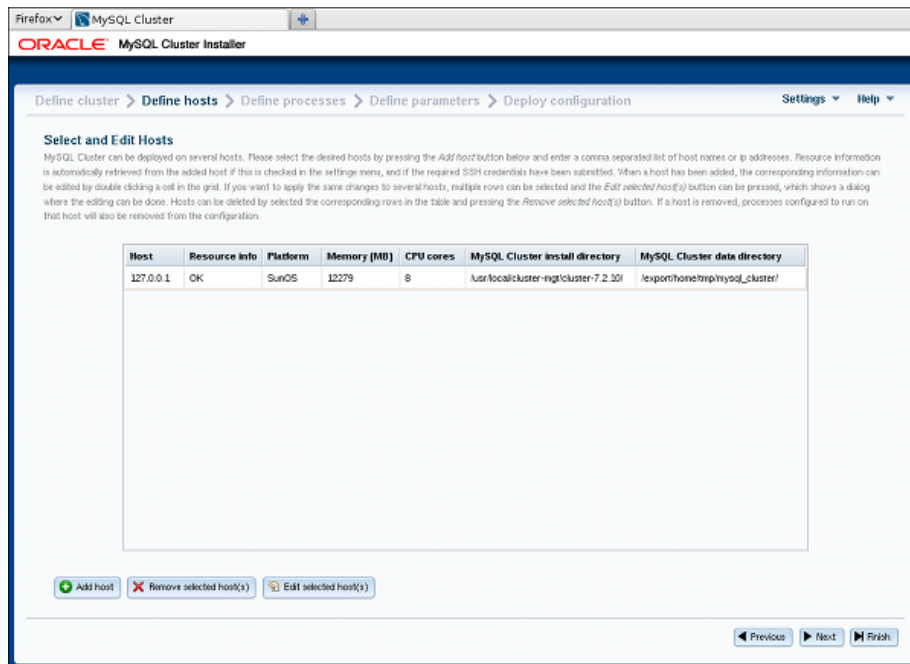 Firefox MySQL Cluster
ORACLE MySQL Cluster Installer
Define cluster Define hosts Define processes Define parameters Deploy configuration Settings Help
Select and Edit Hosts
MySQL Cluster can be deployed on several hosts. Please select the desired hosts by pressing the Add host button below and enter a comma separated list of host names or ip addresses. Resource information
is automatically retrieved from the added host if this is checked in the settings menu, and if the required SSH credentials have been submitted. When a host has been added, the corresponding information can
be edited by double clicking a cell in the grid. If you want to apply the same changes to several hosts, multiple rows can be selected and the Edit selected host(s) button can be pressed, which shows a dialog
where the editing can be done. Hosts can be deleted by selected the corresponding rows in the table and pressing the Remove selected host(s) button. If a host is removed, processes configured to run on
that host will also be removed from the configuration.
Host Resource info Platform Memory [MB] CPU cores MySQL Cluster install directory MySQL Cluster data directory
127.0.0.1 OK SunOS 12279 8 /usr/local/cluster-mgt/cluster-7.2.10/ /export/home/tmp/mysql_cluster/
Add host Remove selected host(s) Edit selected host(s)
Previous Next Finish